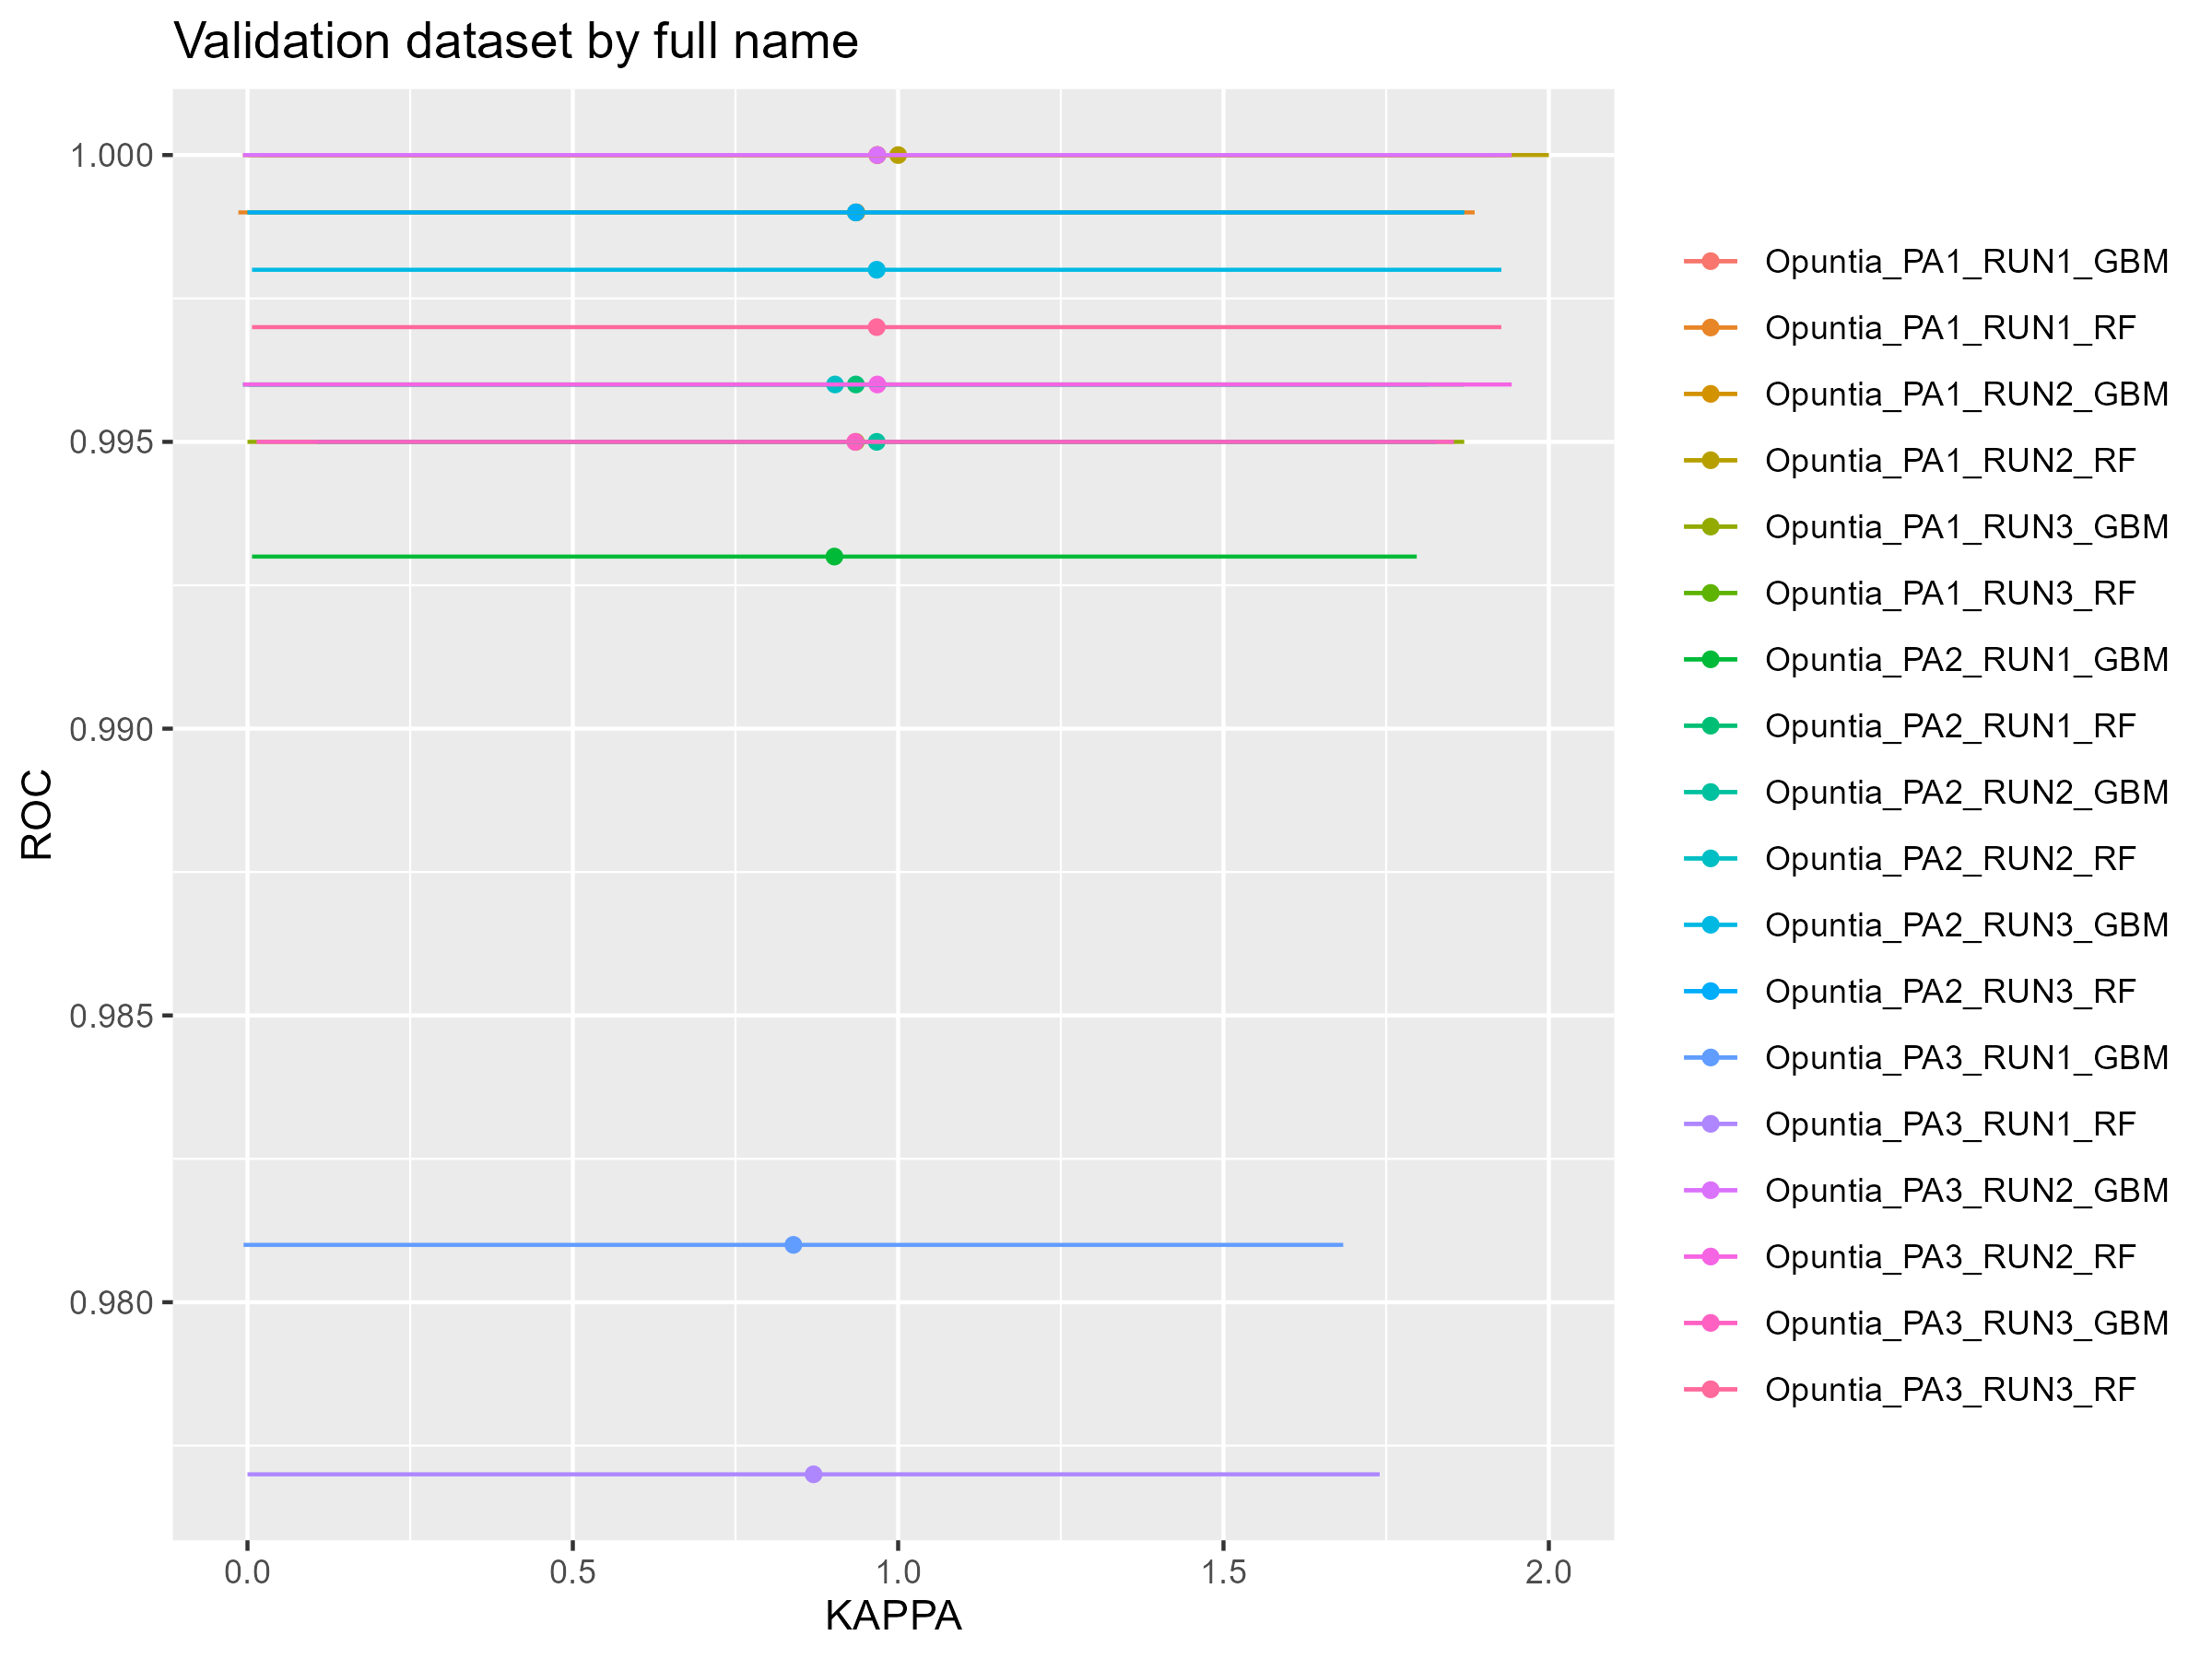 Validation dataset by full name
1.000
0.995
0.990
0.985
0.980
ROC
0.0 0.5 1.0 1.5 2.0
KAPPA
Opuntia_PA1_RUN1_GBM
Opuntia_PA1_RUN1_RF
Opuntia_PA1_RUN2_GBM
Opuntia_PA1_RUN2_RF
Opuntia_PA1_RUN3_GBM
Opuntia_PA1_RUN3_RF
Opuntia_PA2_RUN1_GBM
Opuntia_PA2_RUN1_RF
Opuntia_PA2_RUN2_GBM
Opuntia_PA2_RUN2_RF
Opuntia_PA2_RUN3_GBM
Opuntia_PA2_RUN3_RF
Opuntia_PA3_RUN1_GBM
Opuntia_PA3_RUN1_RF
Opuntia_PA3_RUN2_GBM
Opuntia_PA3_RUN2_RF
Opuntia_PA3_RUN3_GBM
Opuntia_PA3_RUN3_RF